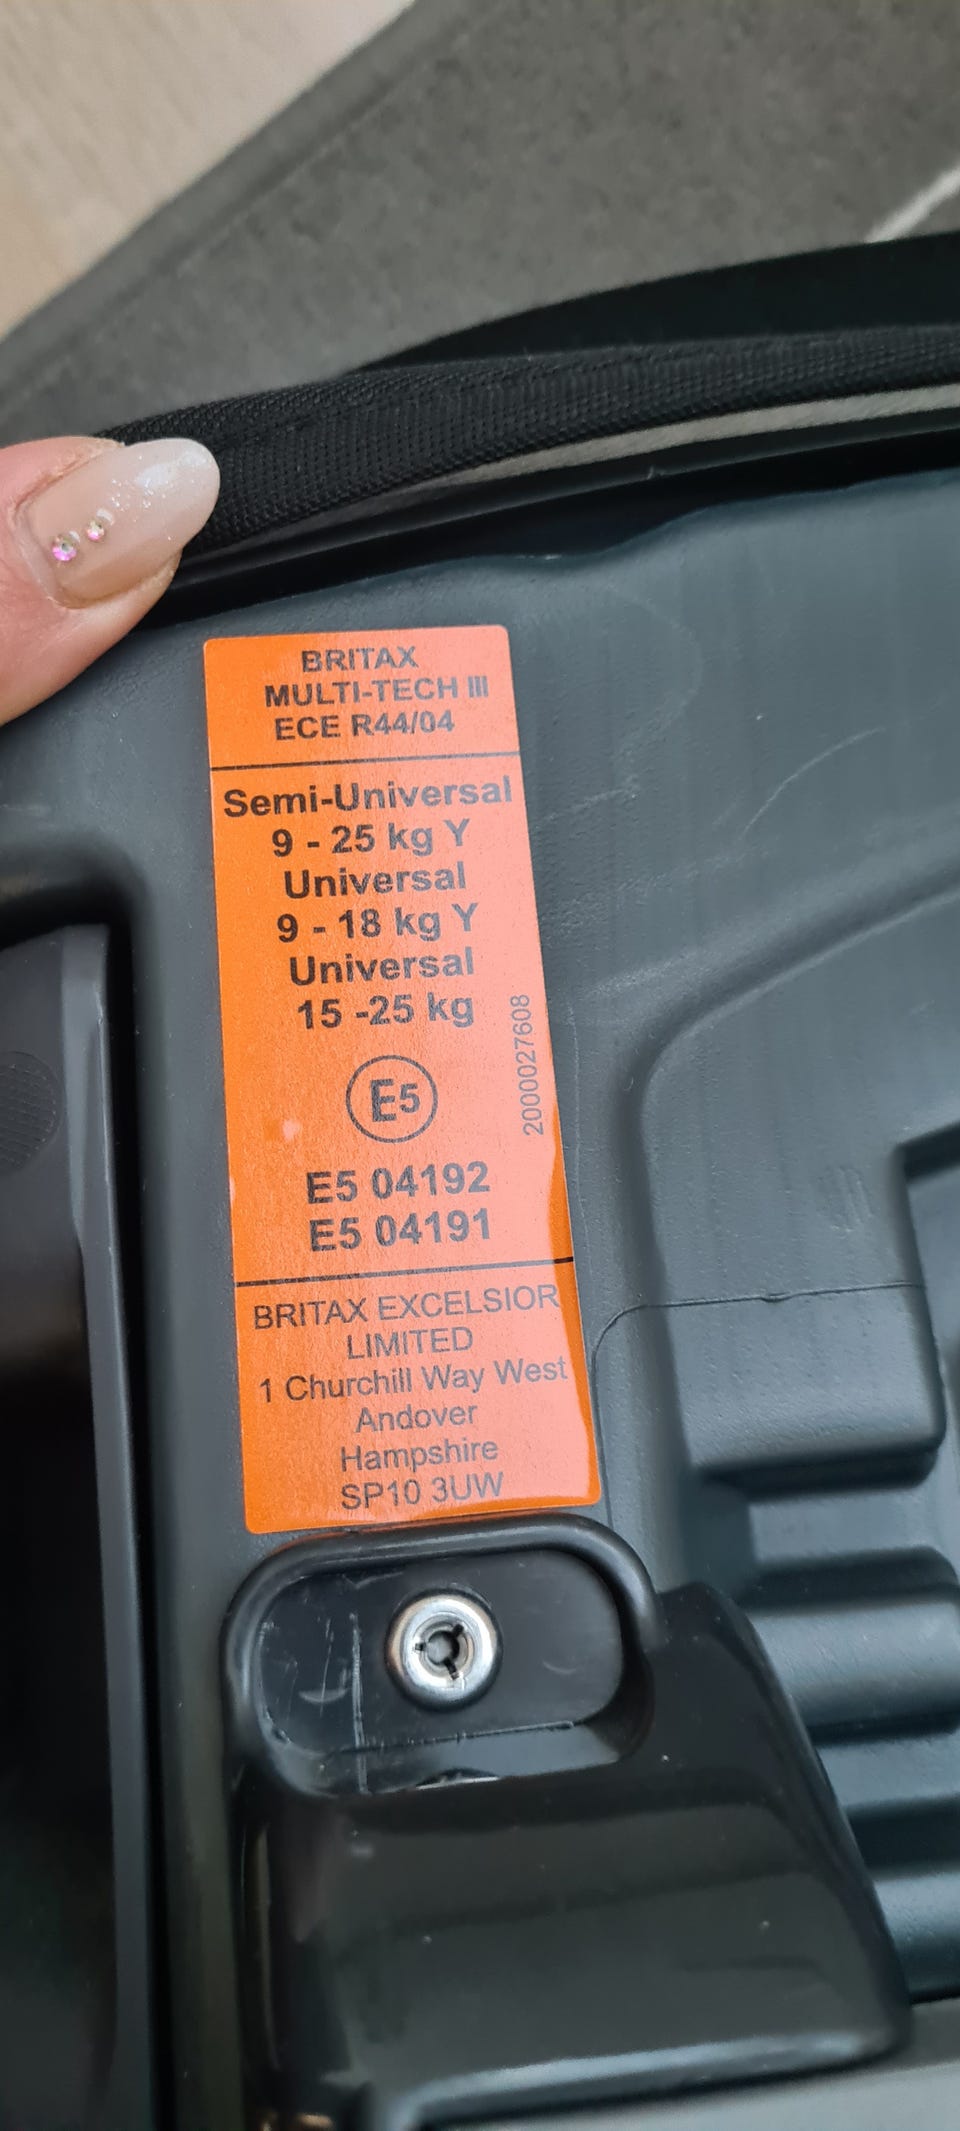 BRITAX
MULTI-TECH III
ECE R44/04
Semi-Universal
9 - 25 kg Y
Universal
9 - 18 kg Y
Universal
15 -25 kg
2000027608
E5
E5 04192
E5 04191
BRITAX EXCELSIOR
LIMITED
1 Churchill Way West
Andover
Hampshire
SP10 3UW